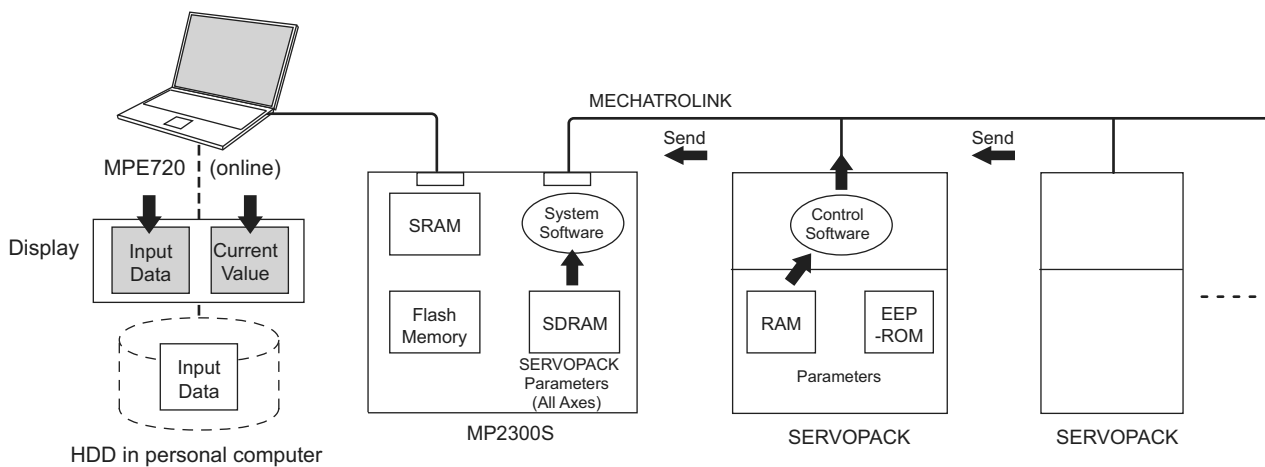 MECHATROLINK
Send
Send
MPE720 (online)
Display
Input
Data
Current
Value
Input
Data
HDD in personal computer
SRAM
System
Software
Flash
Memory
SDRAM
SERVOPACK
Parameters
(All Axes)
MP2300S
Control
Software
RAM
EEP
-ROM
Parameters
SERVOPACK
SERVOPACK